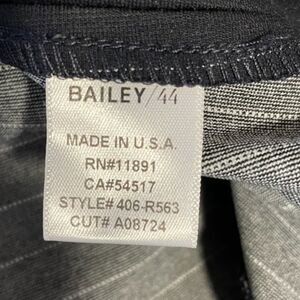 BAILEY/44
MADE IN U.S.A.
RN#11891
CA#54517
STYLE# 406-R563
CUT# A08724